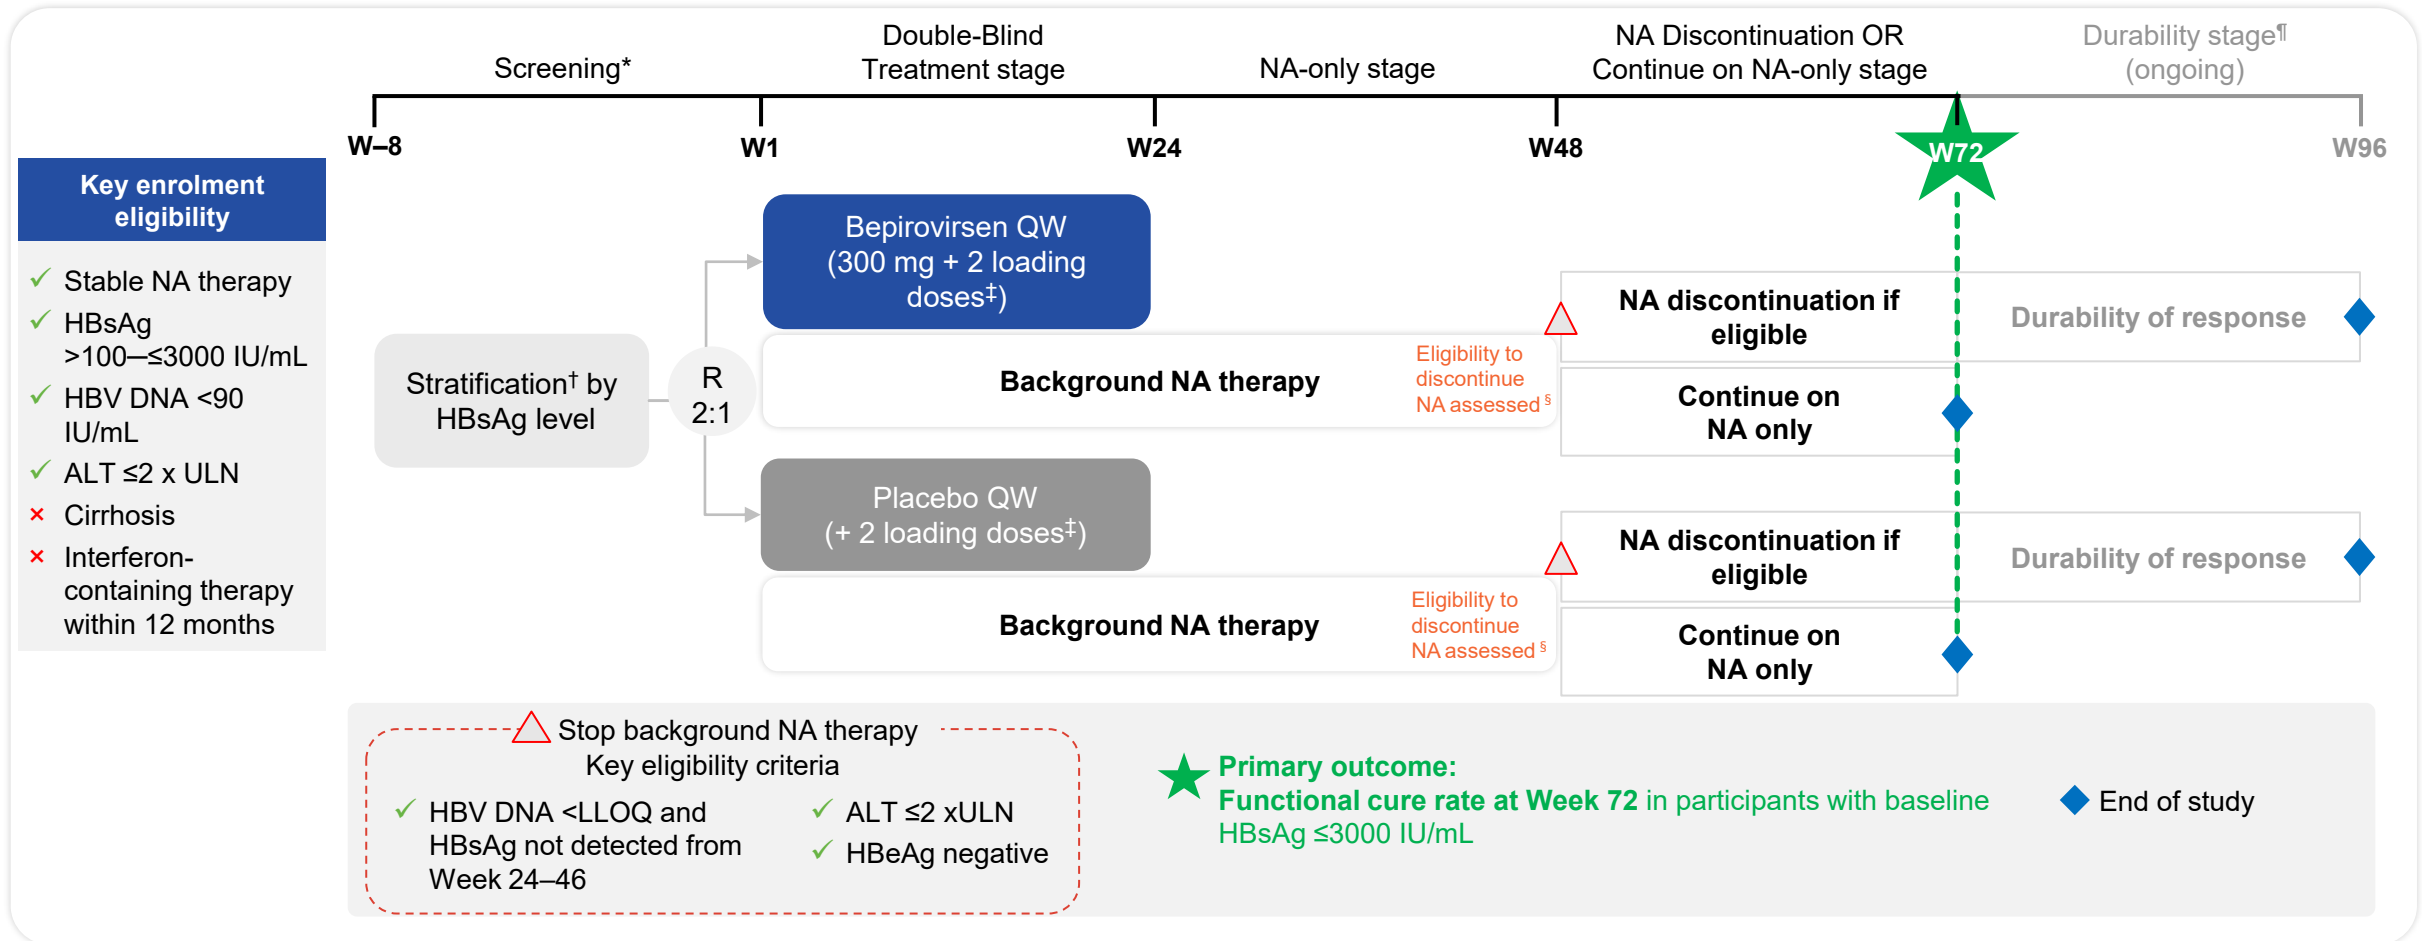 Screening*
Double-Blind
Treatment stage
NA-only stage
NA Discontinuation OR
Continue on NA-only stage
Durability stage¶
(ongoing)
W–8
W1
W24
W48
W72
W96
Key enrolment
eligibility
✓ Stable NA therapy
✓ HBsAg
>100–≤3000 IU/mL
✓ HBV DNA <90
IU/mL
✓ ALT ≤2 x ULN
× Cirrhosis
× Interferon-
containing therapy
within 12 months
Stratification† by
HBsAg level
R
2:1
Bepirovirsen QW
(300 mg + 2 loading
doses‡)
Background NA therapy
Eligibility to
discontinue
NA assessed §
NA discontinuation if
eligible
Durability of response
Continue on
NA only
Placebo QW
(+ 2 loading doses‡)
Background NA therapy
Eligibility to
discontinue
NA assessed §
NA discontinuation if
eligible
Durability of response
Continue on
NA only
Stop background NA therapy
Key eligibility criteria
✓ HBV DNA <LLOQ and
HBsAg not detected from
Week 24–46
✓ ALT ≤2 xULN
✓ HBeAg negative
Primary outcome:
Functional cure rate at Week 72 in participants with baseline
HBsAg ≤3000 IU/mL
End of study